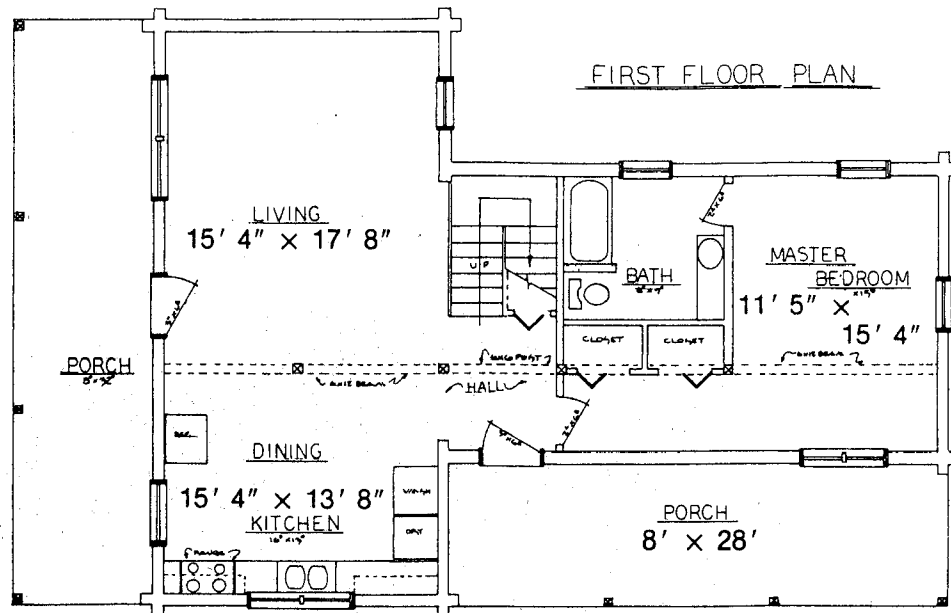 FIRST FLOOR PLAN
LIVING
15' 4" × 17' 8"
UP
BATH
MASTER
BEDROOM
11' 5" ×
15' 4"
CLOSET
CLOSET
PORCH
HALL
DINING
15' 4" × 13' 8"
KITCHEN
WASH
DRY
RANGE
PORCH
8' × 28'